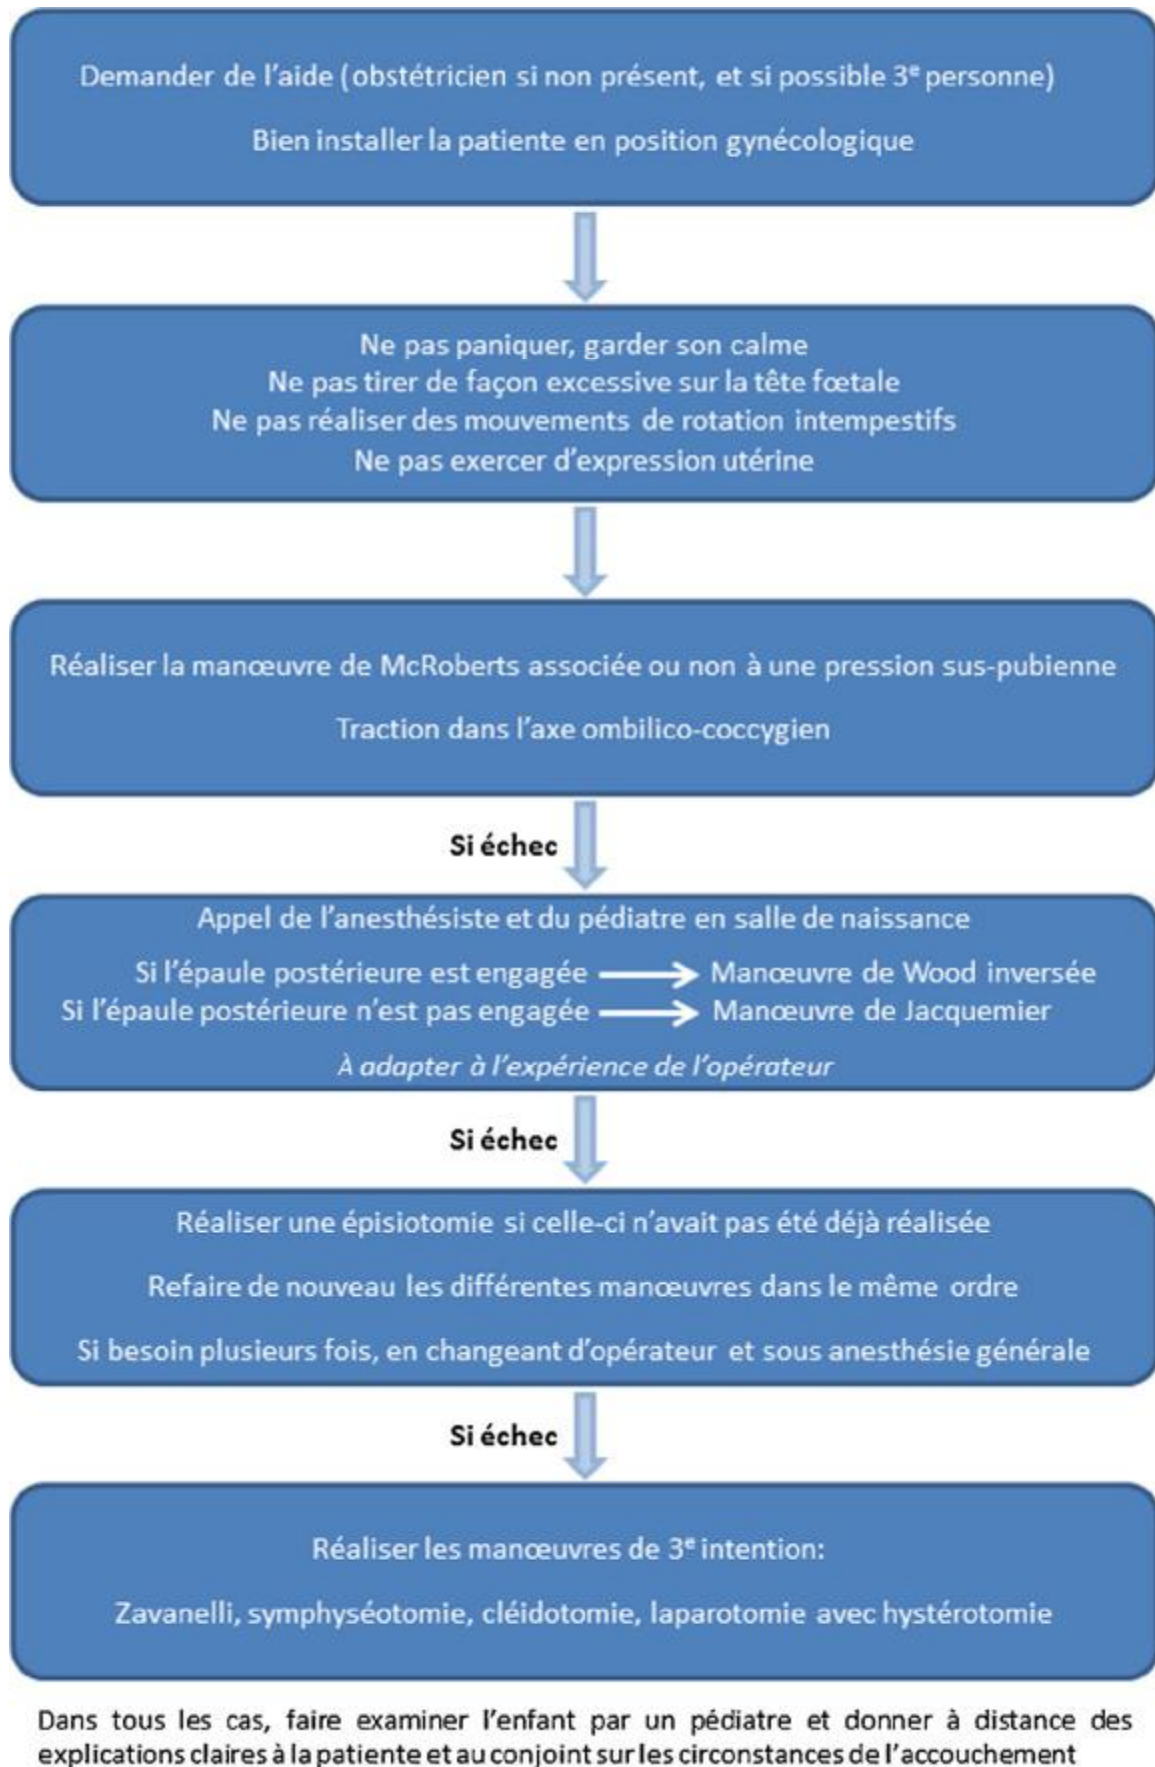 Demander de l'aide (obstétricien si non présent, et si possible 3e personne)
Bien installer la patiente en position gynécologique
Ne pas paniquer, garder son calme
Ne pas tirer de façon excessive sur la tête fœtale
Ne pas réaliser des mouvements de rotation intempestifs
Ne pas exercer d'expression utérine
Réaliser la manœuvre de McRoberts associée ou non à une pression sus-pubienne
Traction dans l'axe ombilico-coccygien
Si échec
Appel de l'anesthésiste et du pédiatre en salle de naissance
Si l'épaule postérieure est engagée Manœuvre de Wood inversée
Si l'épaule postérieure n'est pas engagée Manœuvre de Jacquemier
À adapter à l'expérience de l'opérateur
Si échec
Réaliser une épisiotomie si celle-ci n'avait pas été déjà réalisée
Refaire de nouveau les différentes manœuvres dans le même ordre
Si besoin plusieurs fois, en changeant d'opérateur et sous anesthésie générale
Si échec
Réaliser les manœuvres de 3e intention:
Zavanelli, symphyséotomie, cléidotomie, laparotomie avec hystérotomie
Dans tous les cas, faire examiner l'enfant par un pédiatre et donner à distance des
explications claires à la patiente et au conjoint sur les circonstances de l'accouchement